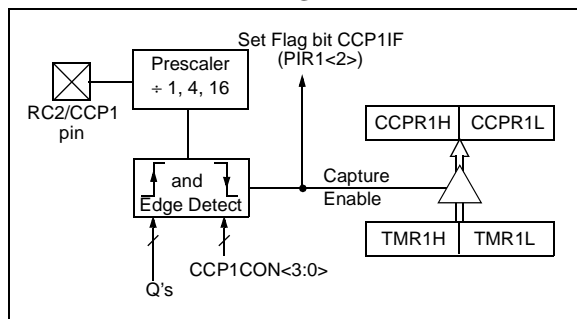 Set Flag bit CCP1IF
(PIR1<2>)
Prescaler
÷ 1, 4, 16
RC2/CCP1
pin
CCPR1H
CCPR1L
and
Edge Detect
Capture
Enable
TMR1H
TMR1L
CCP1CON<3:0>
Q's